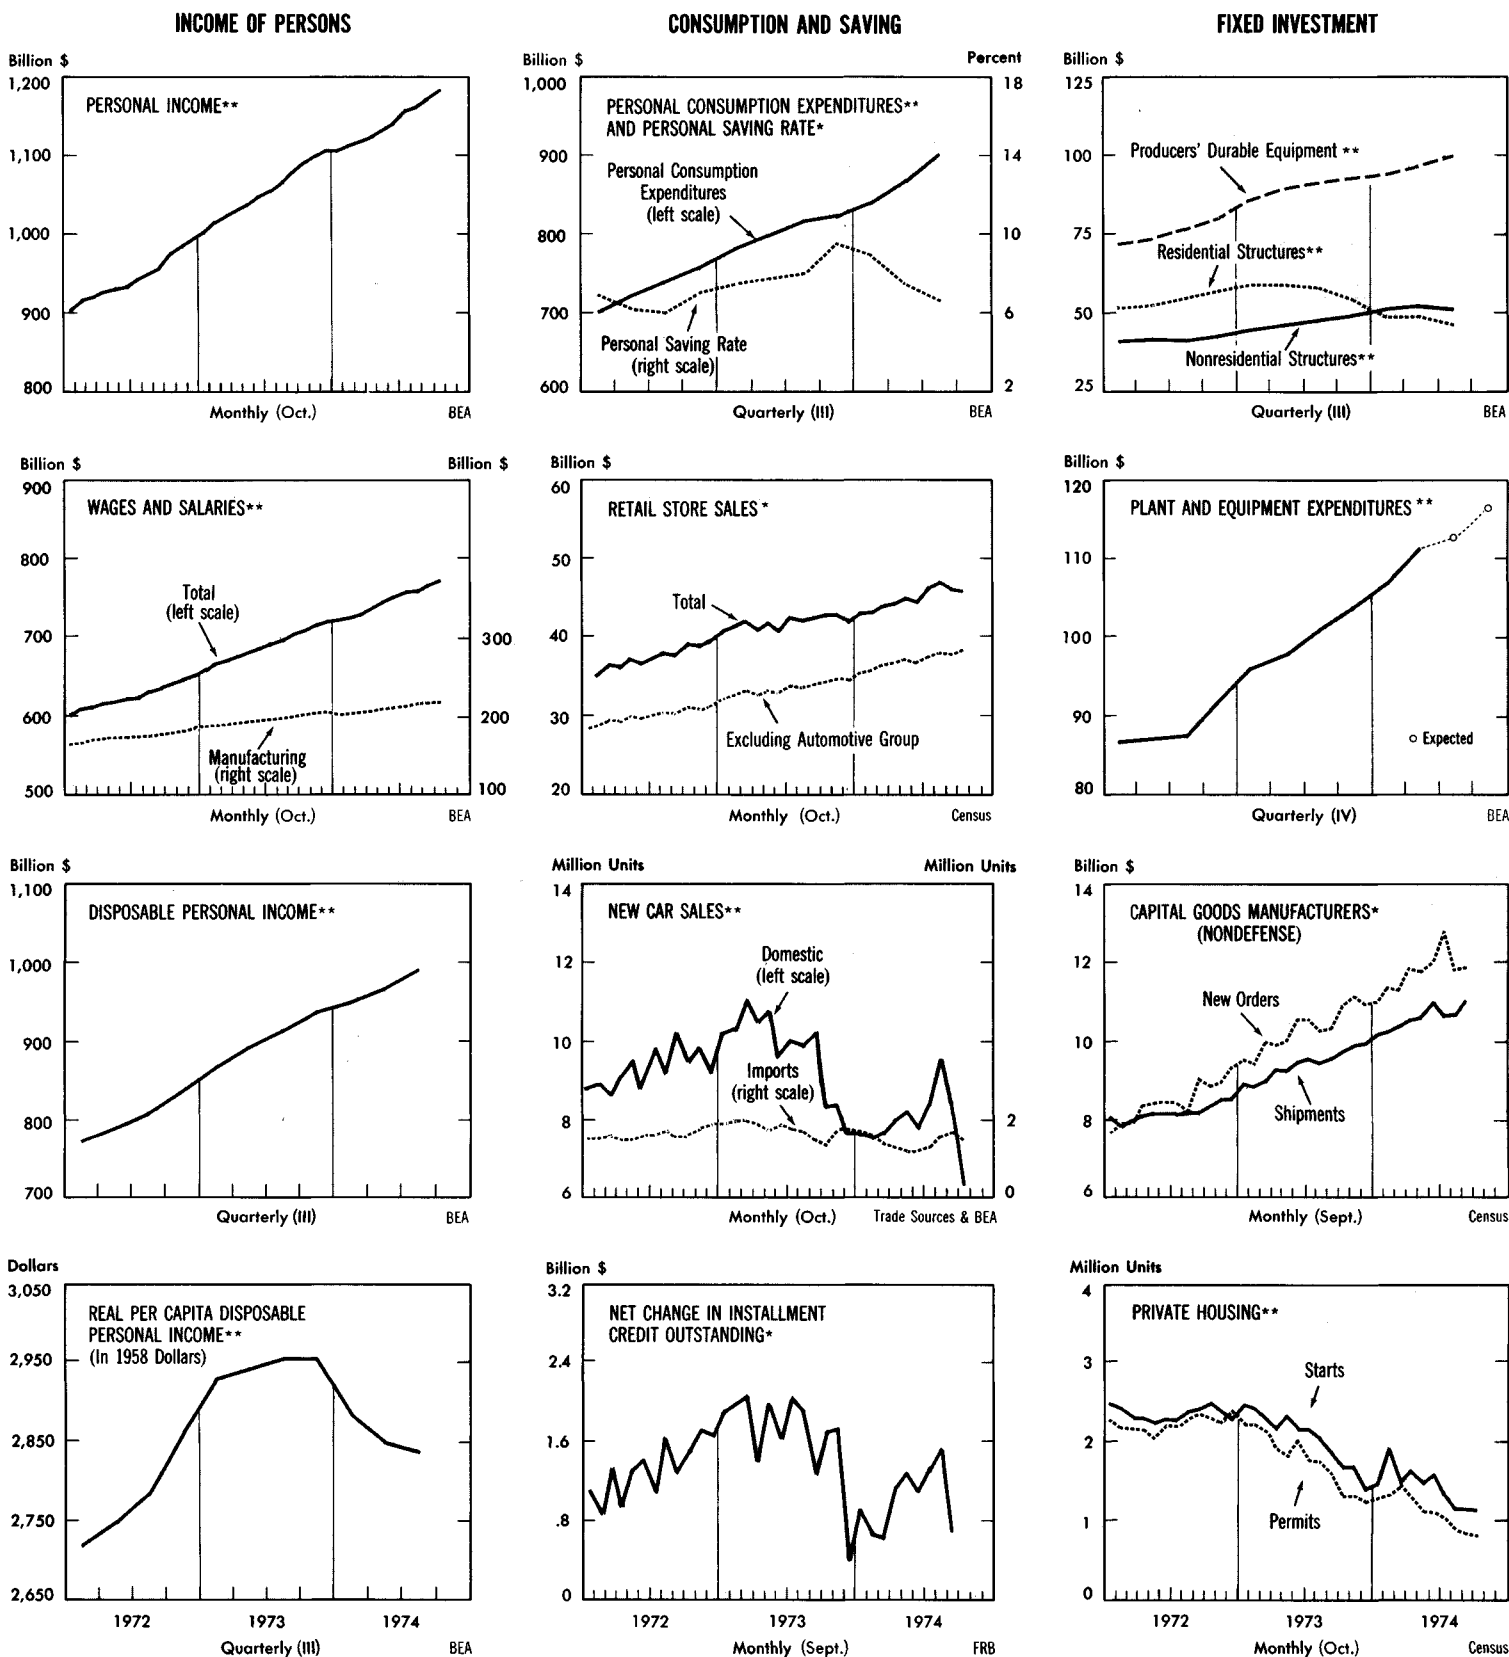 INCOME OF PERSONS
Billion $
1,200
1,100
1,000
900
800
PERSONAL INCOME**
Monthly (Oct.)
BEA
Billion $
900
800
700
600
500
Billion $
300
200
100
WAGES AND SALARIES**
Total
(left scale)
Manufacturing
(right scale)
Monthly (Oct.)
BEA
Billion $
1,100
1,000
900
800
700
DISPOSABLE PERSONAL INCOME**
Quarterly (III)
BEA
Dollars
3,050
2,950
2,850
2,750
2,650
REAL PER CAPITA DISPOSABLE
PERSONAL INCOME**
(In 1958 Dollars)
1972
1973
1974
Quarterly (III)
BEA
CONSUMPTION AND SAVING
Billion $
1,000
900
800
700
600
Percent
18
14
10
6
2
PERSONAL CONSUMPTION EXPENDITURES**
AND PERSONAL SAVING RATE*
Personal Consumption
Expenditures
(left scale)
Personal Saving Rate
(right scale)
Quarterly (III)
BEA
Billion $
60
50
40
30
20
RETAIL STORE SALES *
Total
Excluding Automotive Group
Monthly (Oct.)
Census
Million Units
14
12
10
8
6
Million Units
2
0
NEW CAR SALES**
Domestic
(left scale)
Imports
(right scale)
Monthly (Oct.)
Trade Sources & BEA
Billion $
3.2
2.4
1.6
.8
0
NET CHANGE IN INSTALLMENT
CREDIT OUTSTANDING*
1972
1973
1974
Monthly (Sept.)
FRB
FIXED INVESTMENT
Billion $
125
100
75
50
25
Producers' Durable Equipment **
Residential Structures**
Nonresidential Structures**
Quarterly (III)
BEA
Billion $
120
110
100
90
80
PLANT AND EQUIPMENT EXPENDITURES **
Expected
Quarterly (IV)
BEA
Billion $
14
12
10
8
6
CAPITAL GOODS MANUFACTURERS*
(NONDEFENSE)
New Orders
Shipments
Monthly (Sept.)
Census
Million Units
4
3
2
1
0
PRIVATE HOUSING**
Starts
Permits
1972
1973
1974
Monthly (Oct.)
Census